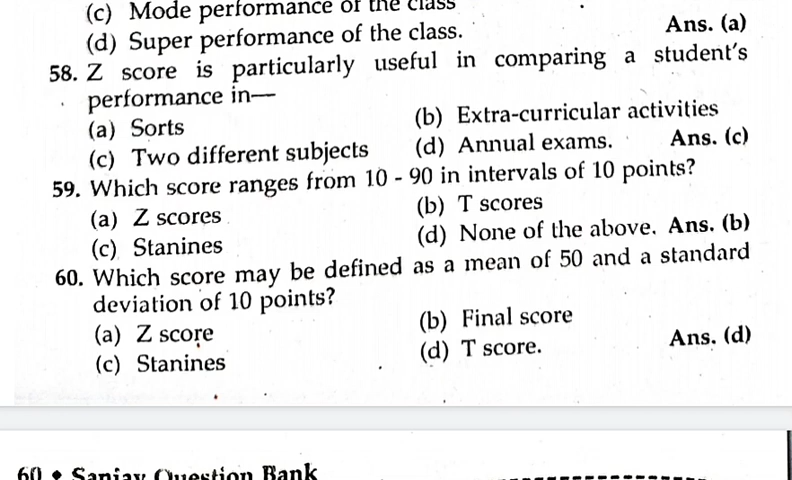 (c) Mode performance of the class
(d) Super performance of the class. Ans. (a)
58. Z score is particularly useful in comparing a student's
performance in—
(a) Sorts (b) Extra-curricular activities
(c) Two different subjects (d) Annual exams. Ans. (c)
59. Which score ranges from 10 - 90 in intervals of 10 points?
(a) Z scores (b) T scores
(c) Stanines (d) None of the above. Ans. (b)
60. Which score may be defined as a mean of 50 and a standard
deviation of 10 points?
(a) Z score (b) Final score
(c) Stanines (d) T score. Ans. (d)
60 • Sanjay Question Bank